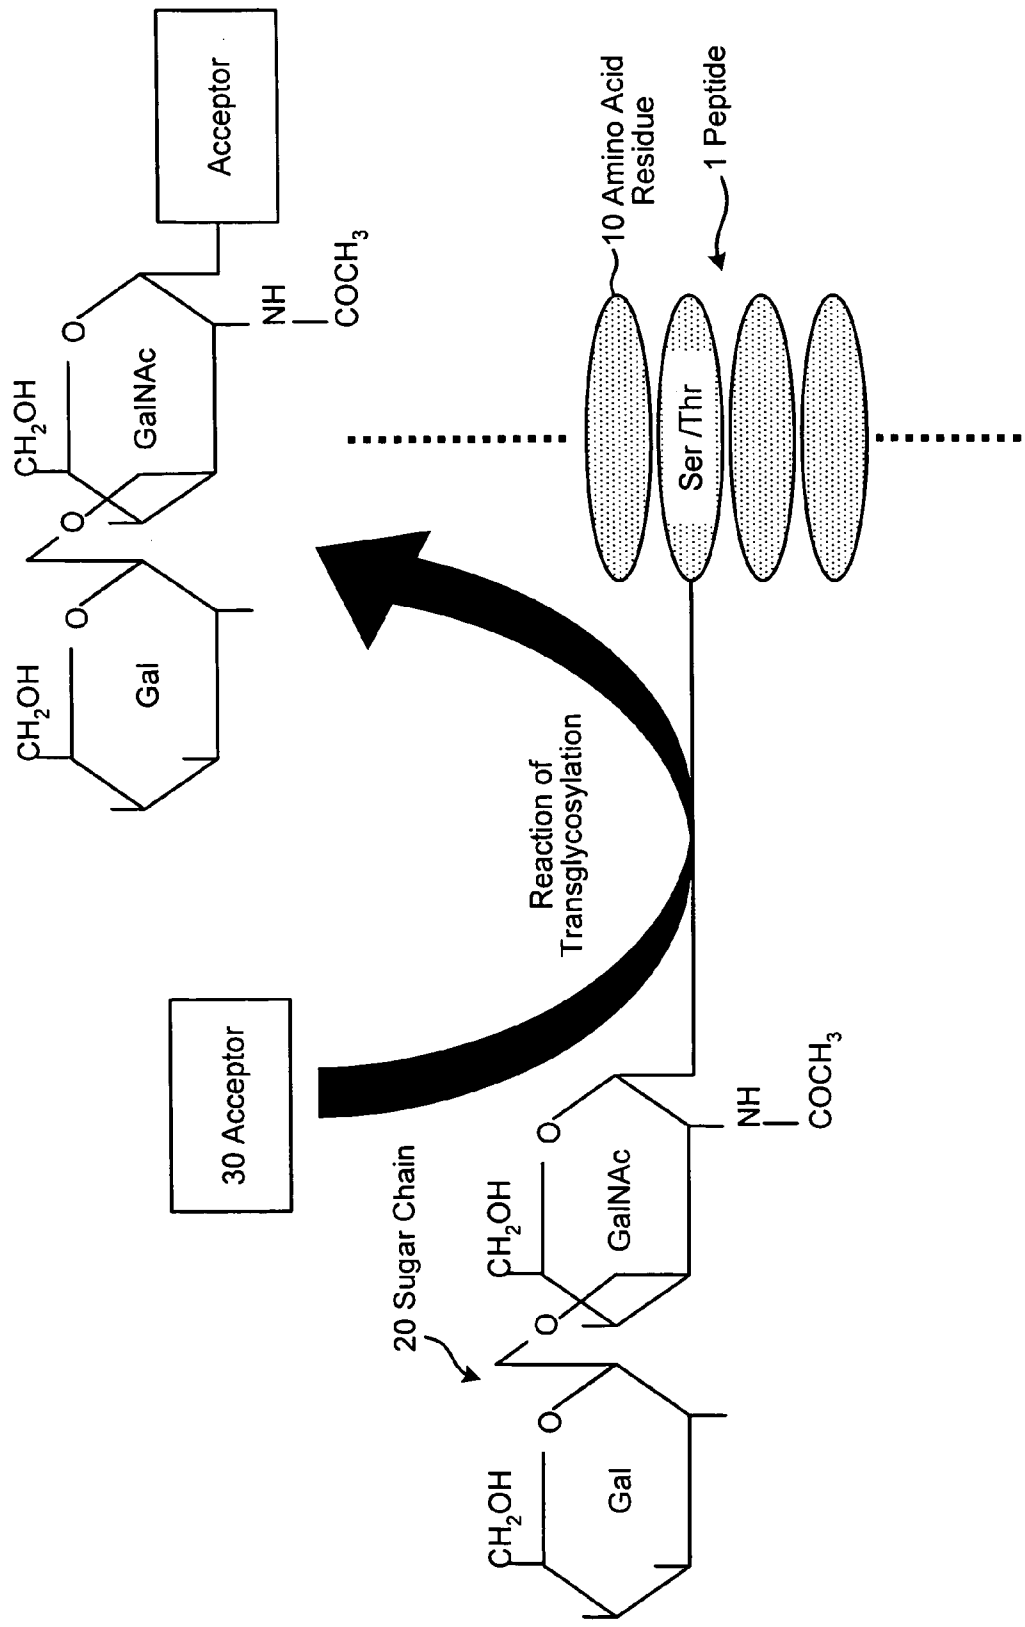 CH2OH
O
Gal
CH2OH
O
O
GalNAc
NH
COCH3
Acceptor
30 Acceptor
20 Sugar Chain
Reaction of
Transglycosylation
CH2OH
O
Gal
CH2OH
O
O
GalNAc
NH
COCH3
Ser /Thr
10 Amino Acid
Residue
1 Peptide